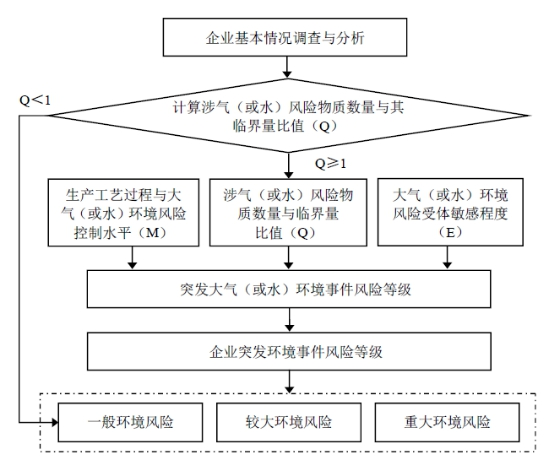 企业基本情况调查与分析
Q＜1
计算涉气（或水）风险物质数量与其
临界量比值（Q）
Q≥1
生产工艺过程与大
气（或水）环境风险
控制水平（M）
涉气（或水）风险物
质数量与临界量
比值（Q）
大气（或水）环境
风险受体敏感程度
（E）
突发大气（或水）环境事件风险等级
企业突发环境事件风险等级
一般环境风险
较大环境风险
重大环境风险